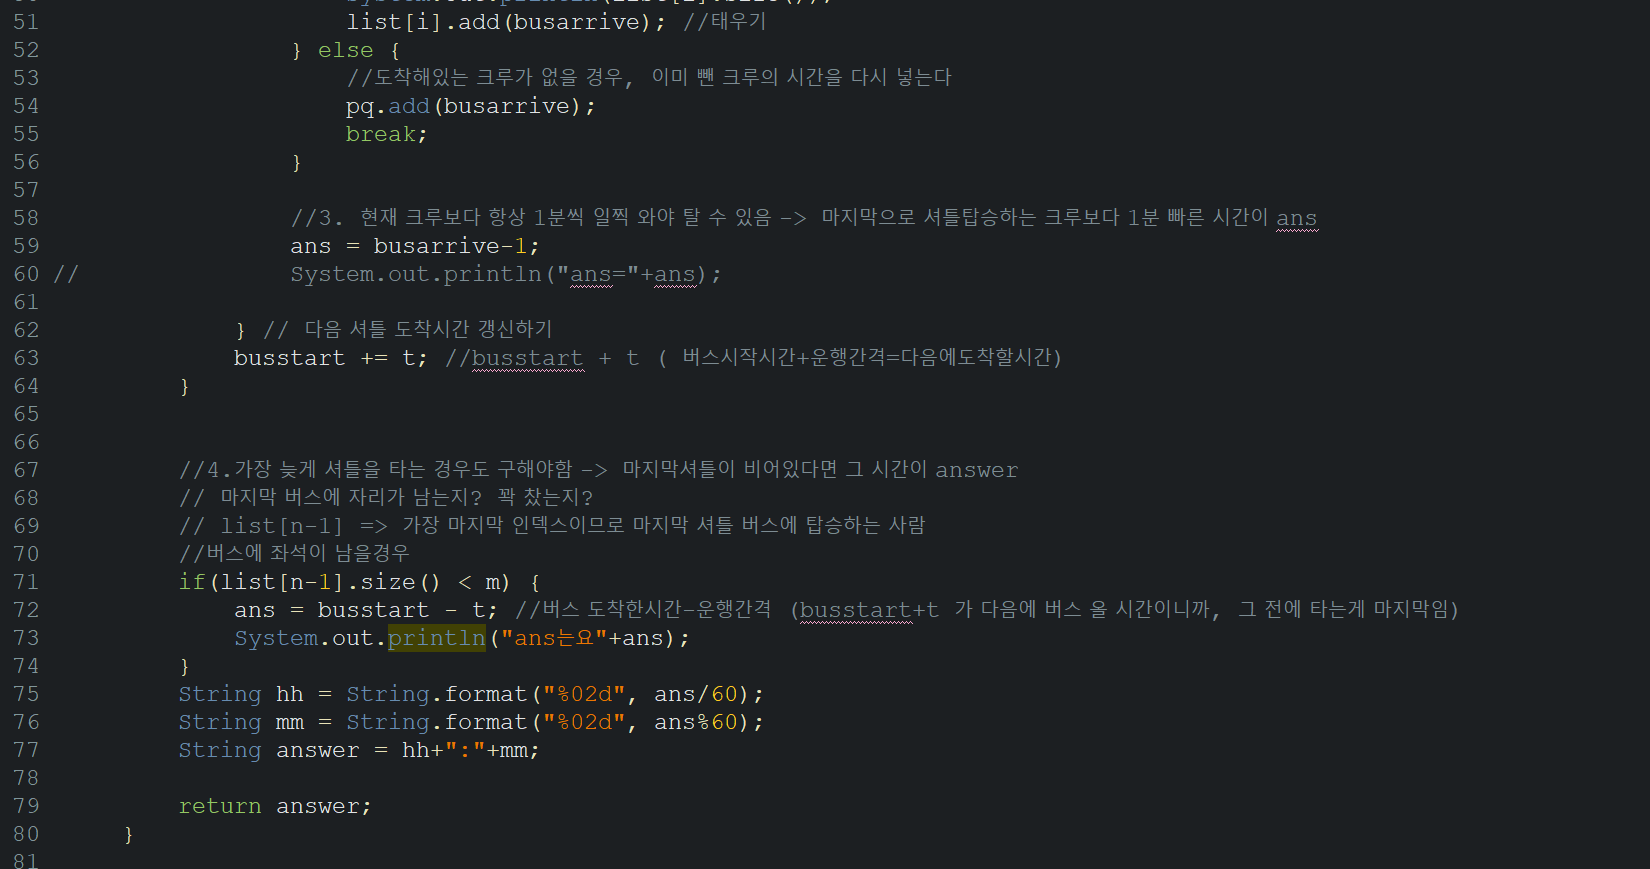 51 list[i].add(busarrive); //태우기
52 } else {
53 //도착해있는 크루가 없을 경우, 이미 뺀 크루의 시간을 다시 넣는다
54 pq.add(busarrive);
55 break;
56 }
57
58 //3. 현재 크루보다 항상 1분씩 일찍 와야 탈 수 있음 -> 마지막으로 셔틀탑승하는 크루보다 1분 빠른 시간이 ans
59 ans = busarrive-1;
60 // System.out.println("ans="+ans);
61
62 } // 다음 셔틀 도착시간 갱신하기
63 busstart += t; //busstart + t ( 버스시작시간+운행간격=다음에도착할시간)
64 }
65
66
67 //4.가장 늦게 셔틀을 타는 경우도 구해야함 -> 마지막셔틀이 비어있다면 그 시간이 answer
68 // 마지막 버스에 자리가 남는지? 꽉 찼는지?
69 // list[n-1] => 가장 마지막 인덱스이므로 마지막 셔틀 버스에 탑승하는 사람
70 //버스에 좌석이 남을경우
71 if(list[n-1].size() < m) {
72 ans = busstart - t; //버스 도착한시간-운행간격 (busstart+t 가 다음에 버스 올 시간이니까, 그 전에 타는게 마지막임)
73 System.out.println("ans는요"+ans);
74 }
75 String hh = String.format("%02d", ans/60);
76 String mm = String.format("%02d", ans%60);
77 String answer = hh+":"+mm;
78
79 return answer;
80 }
81